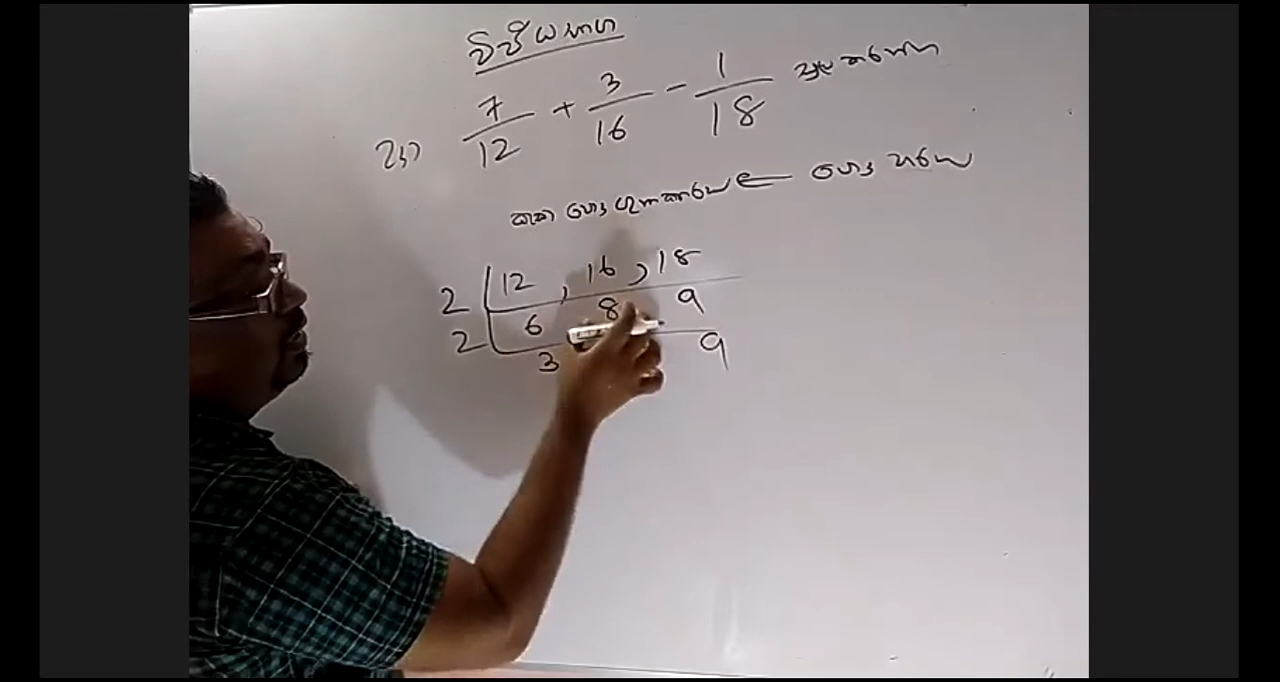 වීජීය භාග
උදා 7/12 + 3/16 - 1/18 සුළු කරන්න
කුඩා පොදු ගුණාකාරය ← පොදු හරය
2 | 12 , 16 , 18
2 | 6 8 9
3 9